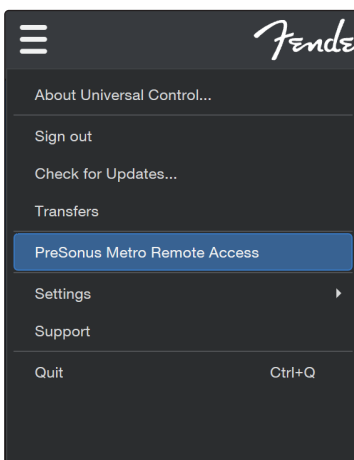 Fende
About Universal Control...
Sign out
Check for Updates...
Transfers
PreSonus Metro Remote Access
Settings
Support
Quit Ctrl+Q